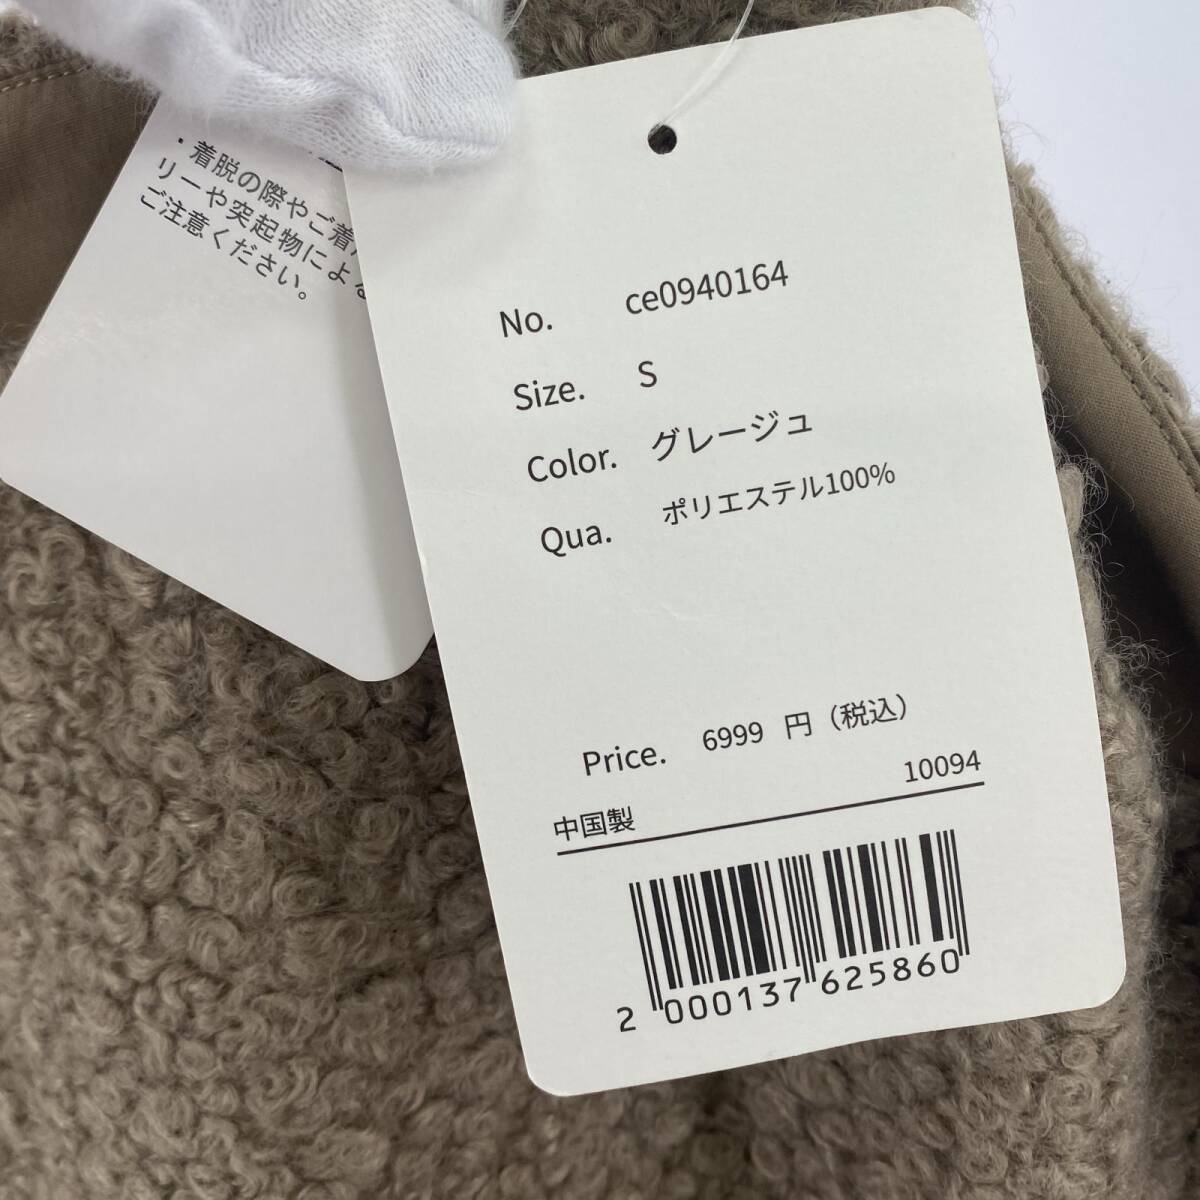 ・着脱の際やご着
リーや突起物による
ご注意ください。
No. ce0940164
Size. S
Color. グレージュ
Qua. ポリエステル100%
Price. 6999 円（税込）
中国製 10094
2 000137 625860